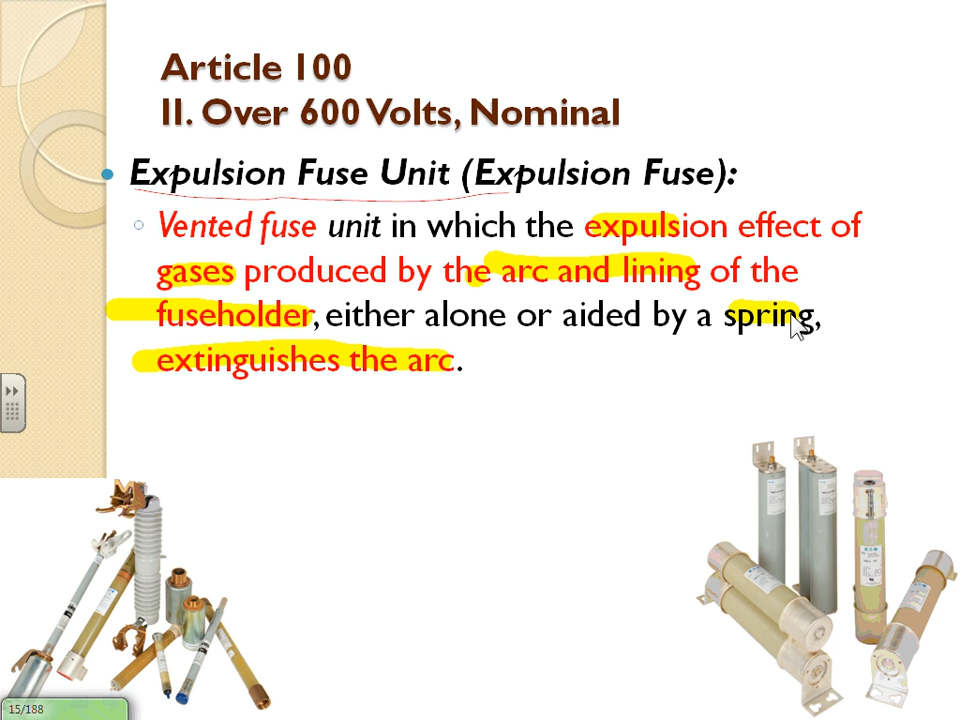 Article 100
II. Over 600 Volts, Nominal
Expulsion Fuse Unit (Expulsion Fuse):
Vented fuse unit in which the expulsion effect of
gases produced by the arc and lining of the
fuseholder, either alone or aided by a spring,
extinguishes the arc.
15/188